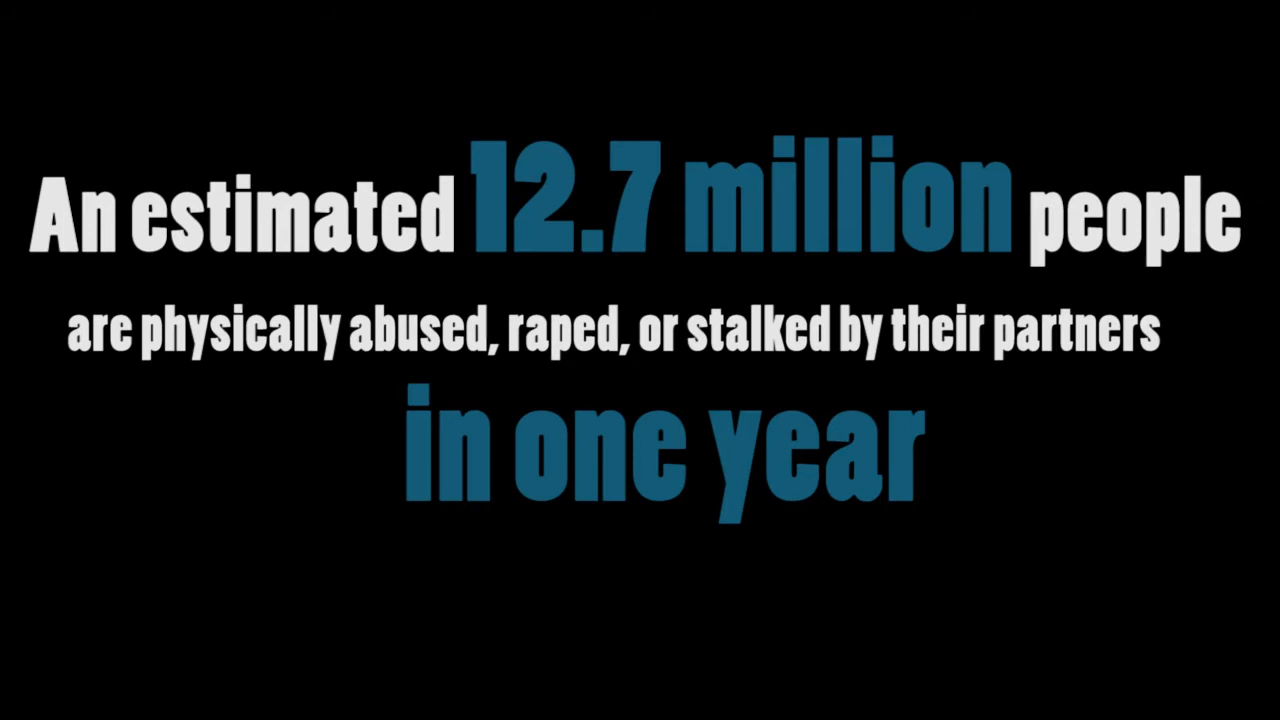 An estimated 12.7 million people
are physically abused, raped, or stalked by their partners
in one year